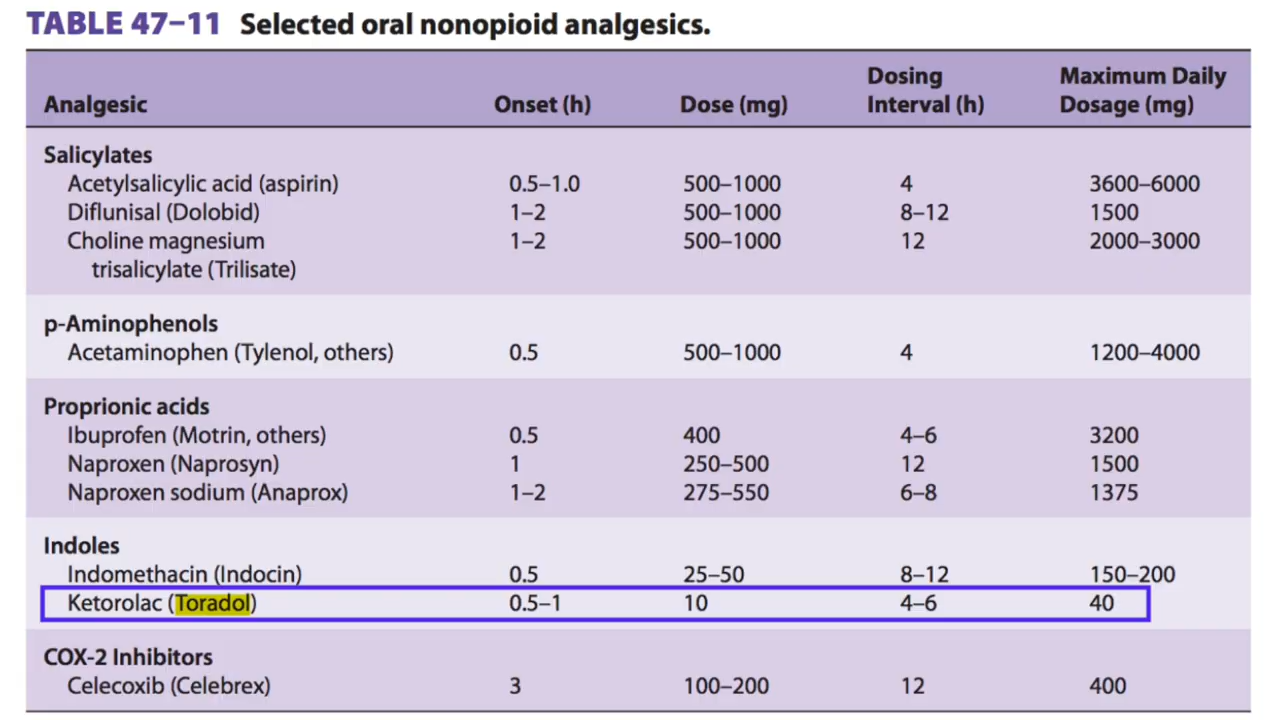 TABLE 47–11 Selected oral nonopioid analgesics.
Analgesic Onset (h) Dose (mg) Dosing Interval (h) Maximum Daily Dosage (mg)
Salicylates
Acetylsalicylic acid (aspirin) 0.5–1.0 500–1000 4 3600–6000
Diflunisal (Dolobid) 1–2 500–1000 8–12 1500
Choline magnesium 1–2 500–1000 12 2000–3000
trisalicylate (Trilisate)
p-Aminophenols
Acetaminophen (Tylenol, others) 0.5 500–1000 4 1200–4000
Proprionic acids
Ibuprofen (Motrin, others) 0.5 400 4–6 3200
Naproxen (Naprosyn) 1 250–500 12 1500
Naproxen sodium (Anaprox) 1–2 275–550 6–8 1375
Indoles
Indomethacin (Indocin) 0.5 25–50 8–12 150–200
Ketorolac (Toradol) 0.5–1 10 4–6 40
COX-2 Inhibitors
Celecoxib (Celebrex) 3 100–200 12 400